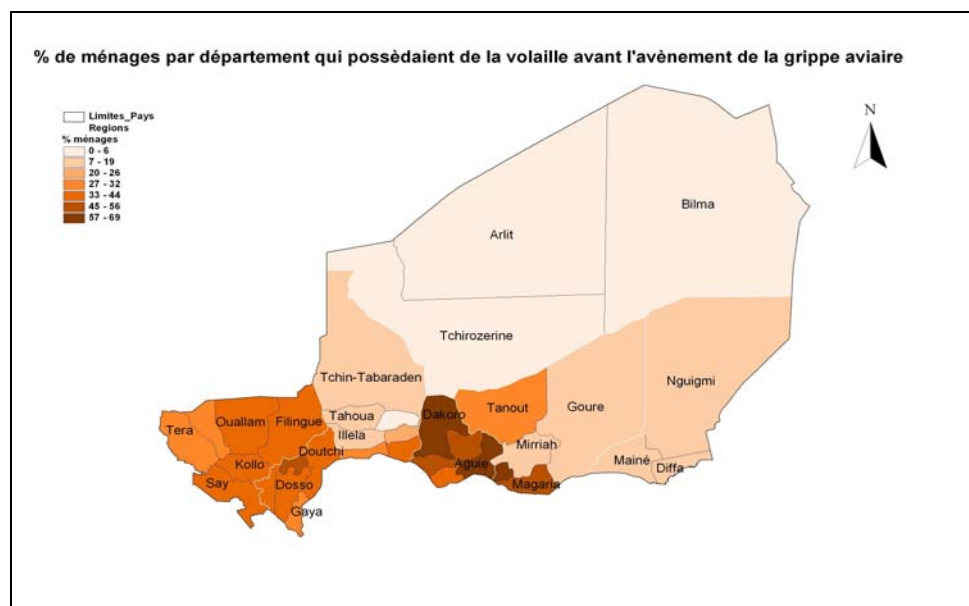 % de ménages par département qui possèdaient de la volaille avant l'avènement de la grippe aviaire
Limites_Pays
Regions
% ménages
0 - 6
7 - 19
20 - 26
27 - 32
33 - 44
45 - 56
57 - 69
N
Bilma
Arlit
Tchirozerine
Nguigmi
Tchin-Tabaraden
Goure
Tanout
Dakoro
Tahoua
Ouallam
Filingue
Tera
Illela
Mirriah
Doutchi
Mainé
Kollo
Aguie
Diffa
Say
Dosso
Magaria
Gaya